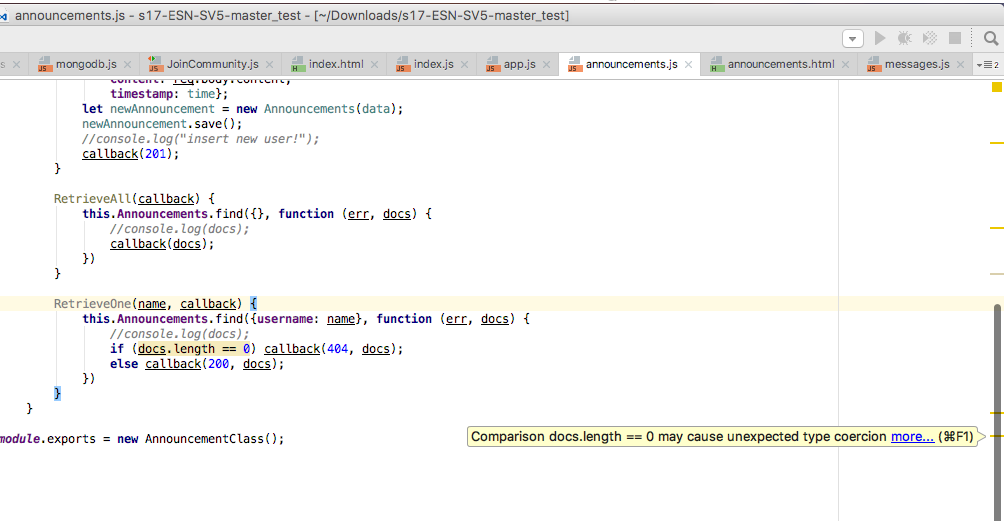 announcements.js - s17-ESN-SV5-master_test - [~/Downloads/s17-ESN-SV5-master_test]
s mongodb.js JoinCommunity.js index.html index.js app.js announcements.js announcements.html messages.js 2
content: req.body.content,
timestamp: time};
let newAnnouncement = new Announcements(data);
newAnnouncement.save();
//console.log("insert new user!");
callback(201);
}
RetrieveAll(callback) {
this.Announcements.find({}, function (err, docs) {
//console.log(docs);
callback(docs);
})
}
RetrieveOne(name, callback) {
this.Announcements.find({username: name}, function (err, docs) {
//console.log(docs);
if (docs.length == 0) callback(404, docs);
else callback(200, docs);
})
}
}
module.exports = new AnnouncementClass();
Comparison docs.length == 0 may cause unexpected type coercion more... (⌘F1)